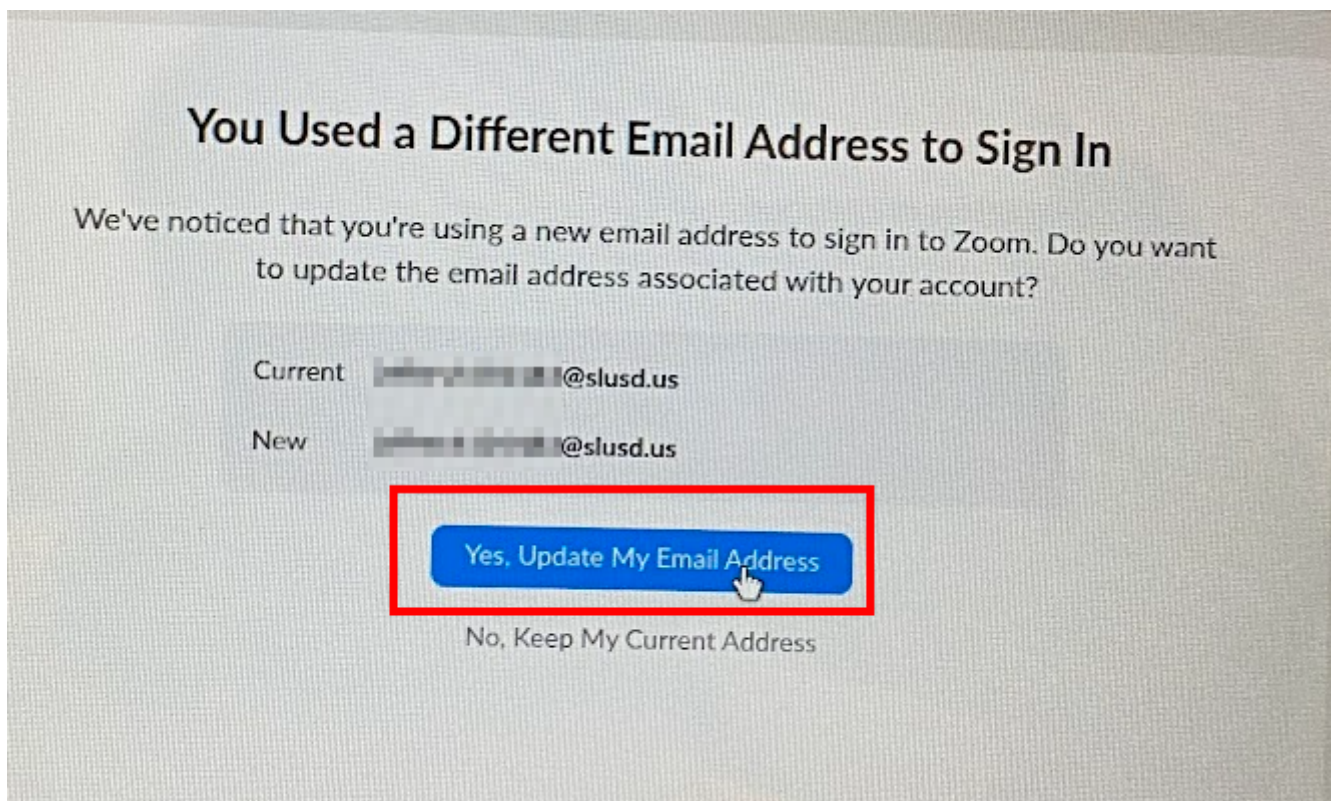 You Used a Different Email Address to Sign In
We've noticed that you're using a new email address to sign in to Zoom. Do you want
to update the email address associated with your account?
Current @slusd.us
New @slusd.us
Yes, Update My Email Address
No, Keep My Current Address